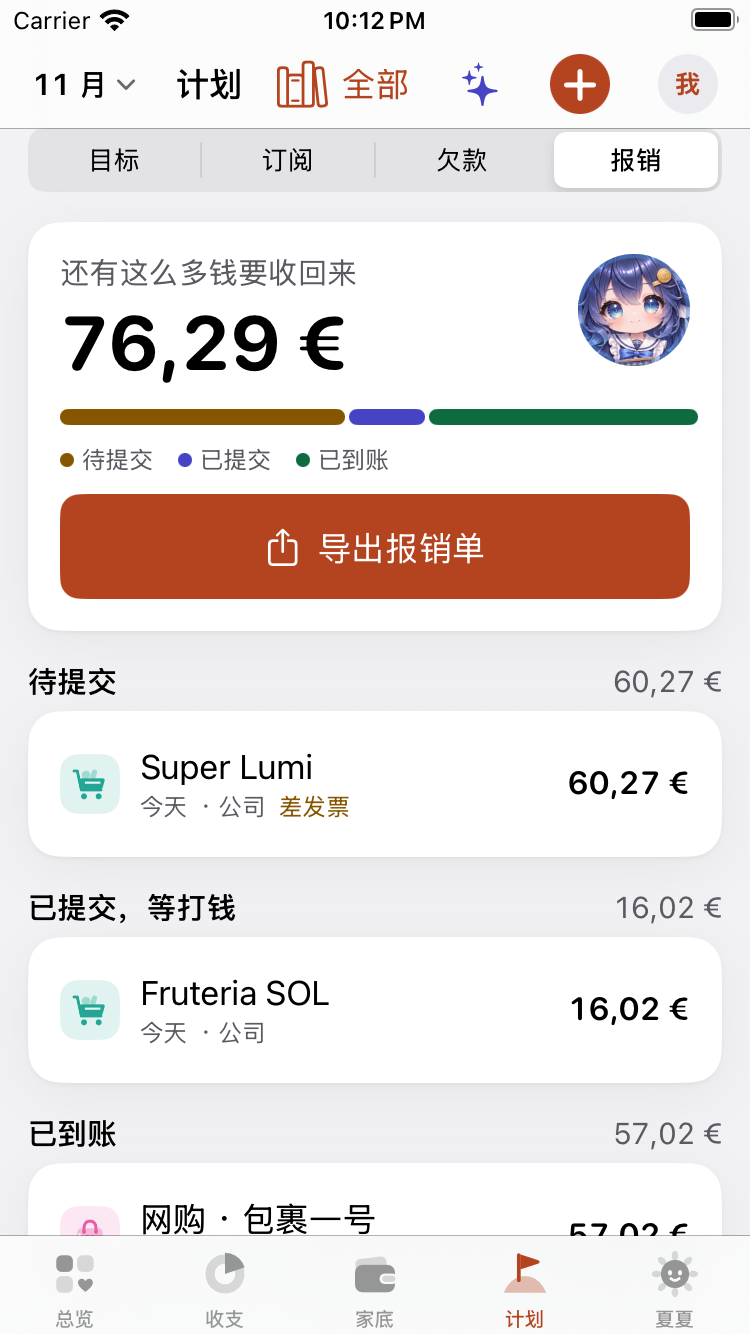 Carrier 10:12 PM
11 月 计划 全部 我
目标 订阅 欠款 报销
还有这么多钱要收回来
76,29 €
待提交 已提交 已到账
导出报销单
待提交 60,27 €
Super Lumi 60,27 €
今天 · 公司 差发票
已提交，等打钱 16,02 €
Fruteria SOL 16,02 €
今天 · 公司
已到账 57,02 €
网购 · 包裹一号
57,02 €
总览 收支 家底 计划 夏夏